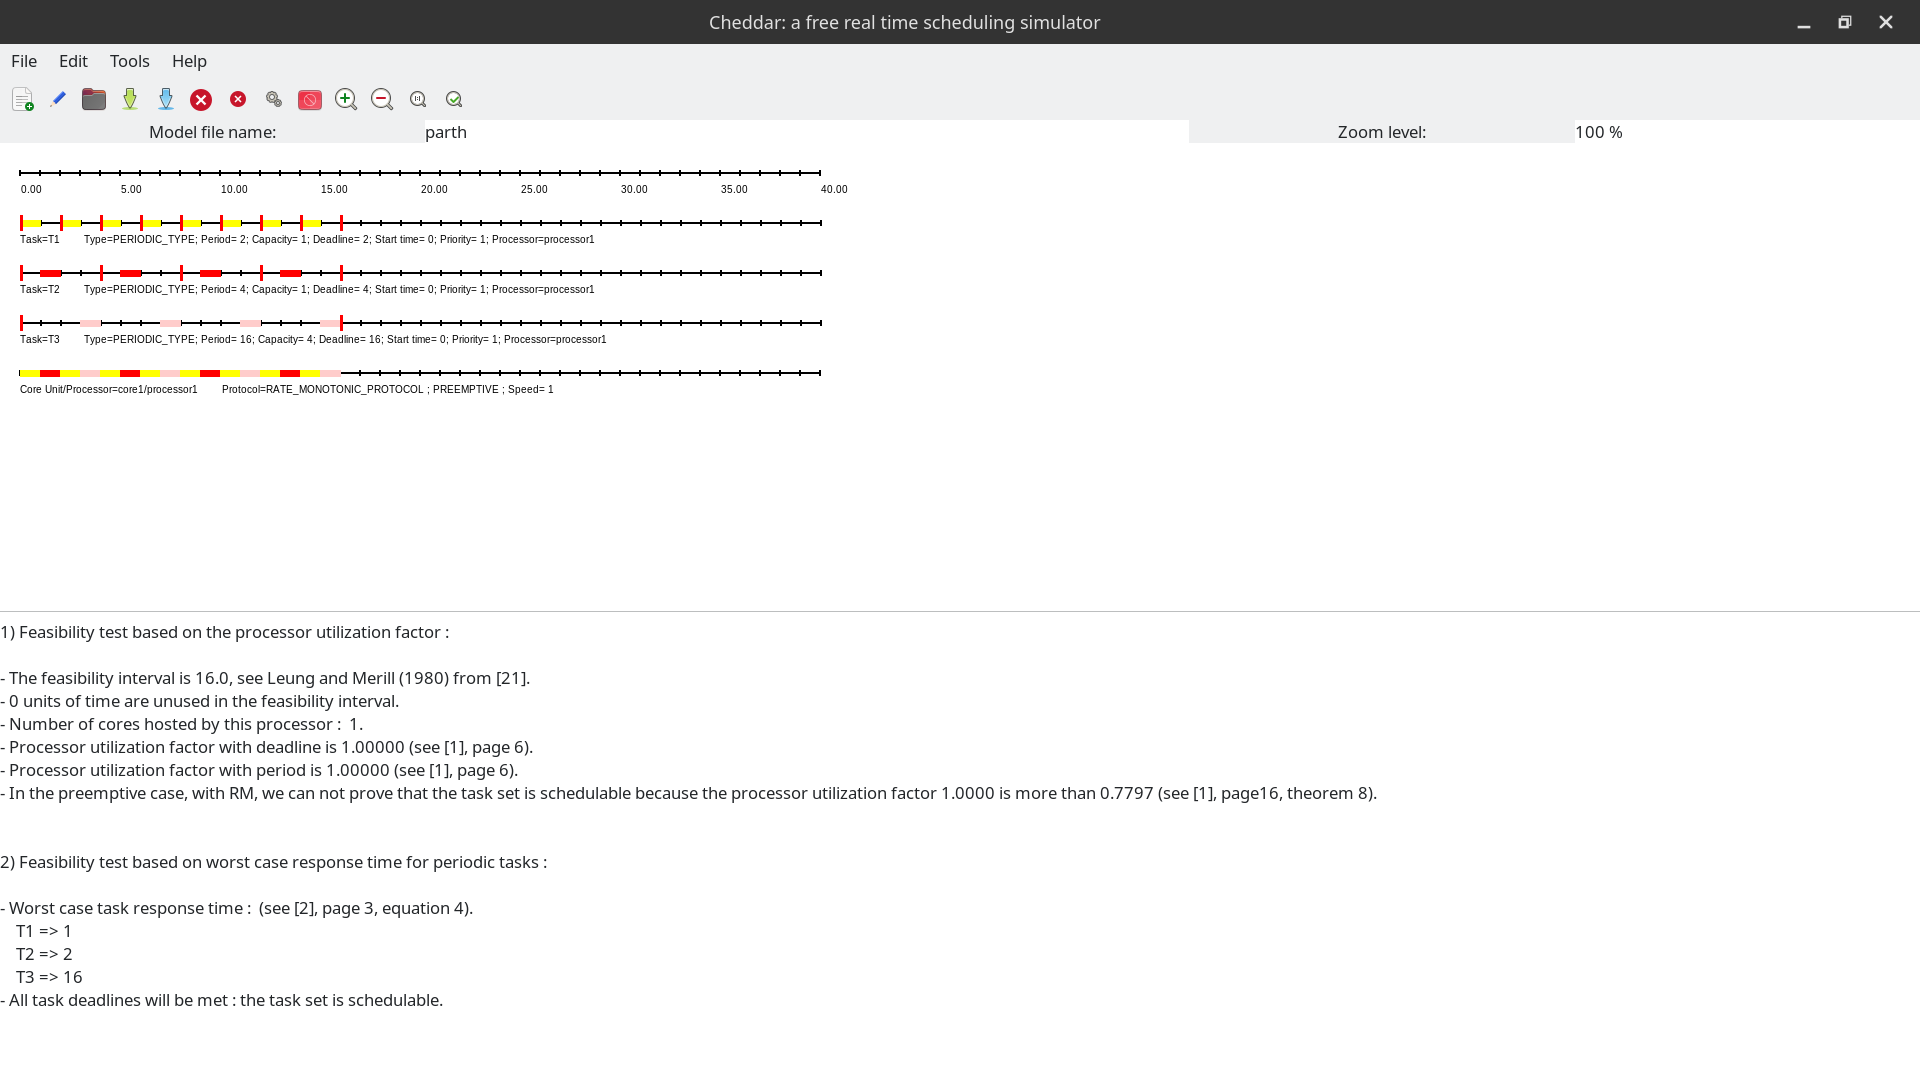 Cheddar: a free real time scheduling simulator
File Edit Tools Help
Model file name: parth Zoom level: 100 %
0.00 5.00 10.00 15.00 20.00 25.00 30.00 35.00 40.00
Task=T1 Type=PERIODIC_TYPE; Period= 2; Capacity= 1; Deadline= 2; Start time= 0; Priority= 1; Processor=processor1
Task=T2 Type=PERIODIC_TYPE; Period= 4; Capacity= 1; Deadline= 4; Start time= 0; Priority= 1; Processor=processor1
Task=T3 Type=PERIODIC_TYPE; Period= 16; Capacity= 4; Deadline= 16; Start time= 0; Priority= 1; Processor=processor1
Core Unit/Processor=core1/processor1 Protocol=RATE_MONOTONIC_PROTOCOL ; PREEMPTIVE ; Speed= 1
1) Feasibility test based on the processor utilization factor :
- The feasibility interval is 16.0, see Leung and Merill (1980) from [21].
- 0 units of time are unused in the feasibility interval.
- Number of cores hosted by this processor :  1.
- Processor utilization factor with deadline is 1.00000 (see [1], page 6).
- Processor utilization factor with period is 1.00000 (see [1], page 6).
- In the preemptive case, with RM, we can not prove that the task set is schedulable because the processor utilization factor 1.0000 is more than 0.7797 (see [1], page16, theorem 8).
2) Feasibility test based on worst case response time for periodic tasks :
- Worst case task response time :  (see [2], page 3, equation 4).
T1 => 1
T2 => 2
T3 => 16
- All task deadlines will be met : the task set is schedulable.